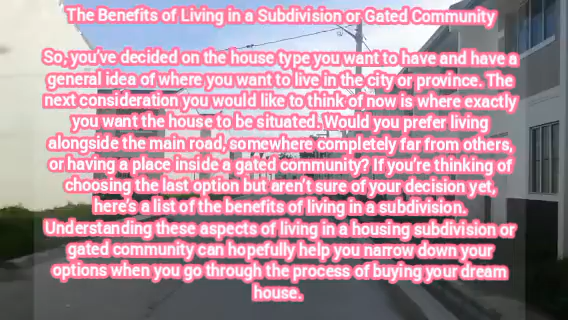 The Benefits of Living in a Subdivision or Gated Community
So, you've decided on the house type you want to have and have a
general idea of where you want to live in the city or province. The
next consideration you would like to think of now is where exactly
you want the house to be situated. Would you prefer living
alongside the main road, somewhere completely far from others,
or having a place inside a gated community? If you're thinking of
choosing the last option but aren't sure of your decision yet,
here's a list of the benefits of living in a subdivision.
Understanding these aspects of living in a housing subdivision or
gated community can hopefully help you narrow down your
options when you go through the process of buying your dream
house.